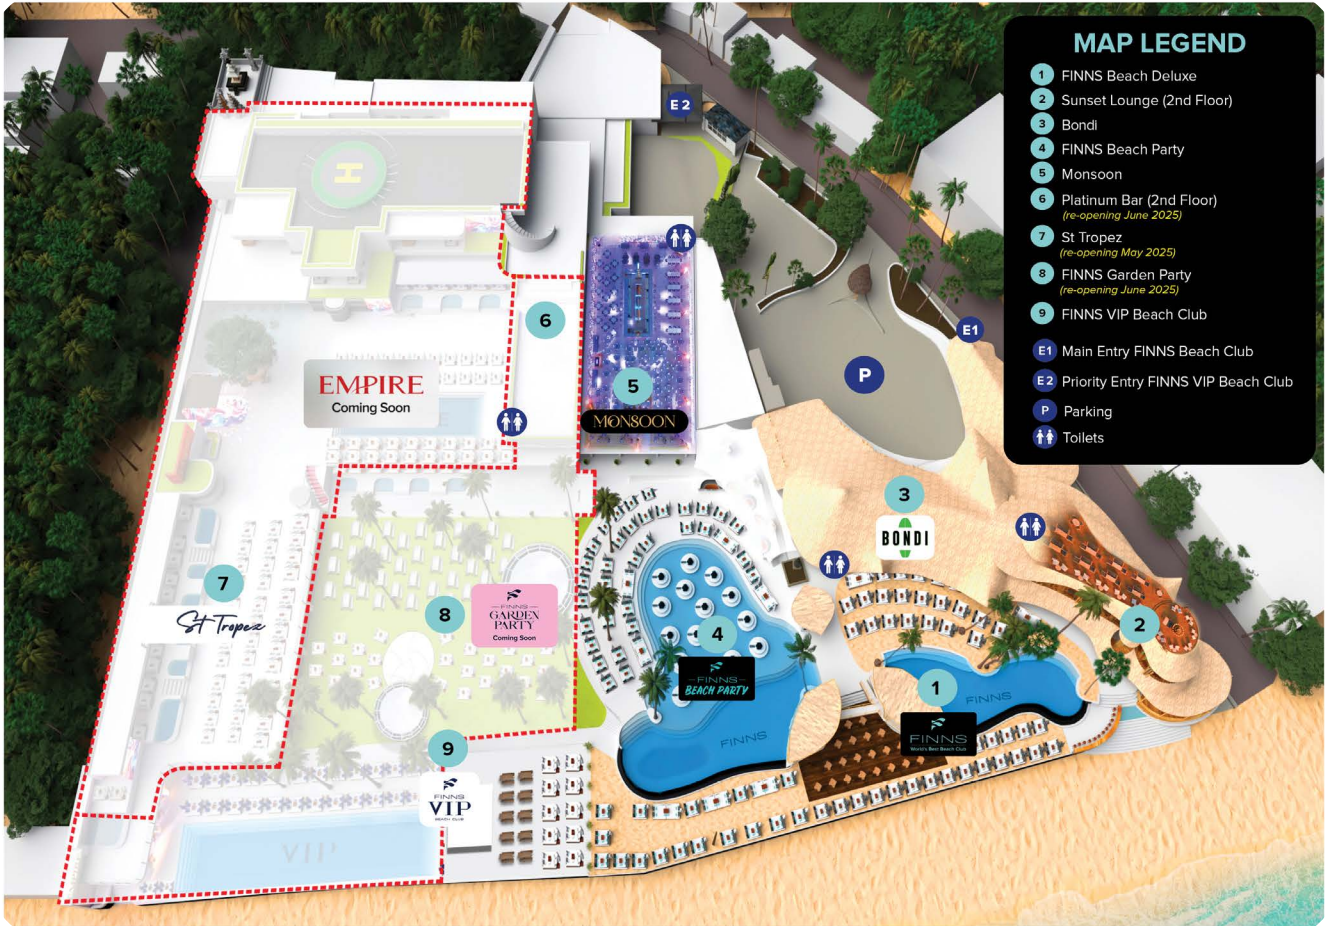 MAP LEGEND
1 FINNS Beach Deluxe
2 Sunset Lounge (2nd Floor)
3 Bondi
4 FINNS Beach Party
5 Monsoon
6 Platinum Bar (2nd Floor)
(re-opening June 2025)
7 St Tropez
(re-opening May 2025)
8 FINNS Garden Party
(re-opening June 2025)
9 FINNS VIP Beach Club
E1 Main Entry FINNS Beach Club
E2 Priority Entry FINNS VIP Beach Club
P Parking
Toilets
E2
H
E1
6
P
EMPIRE
Coming Soon
5
MONSOON
3
BONDI
7
St Tropez
8
FINNS
GARDEN
PARTY
Coming Soon
4
FINNS
BEACH PARTY
2
1
FINNS
World's Best Beach Club
FINNS
FINNS
9
FINNS
VIP
BEACH CLUB
VIP